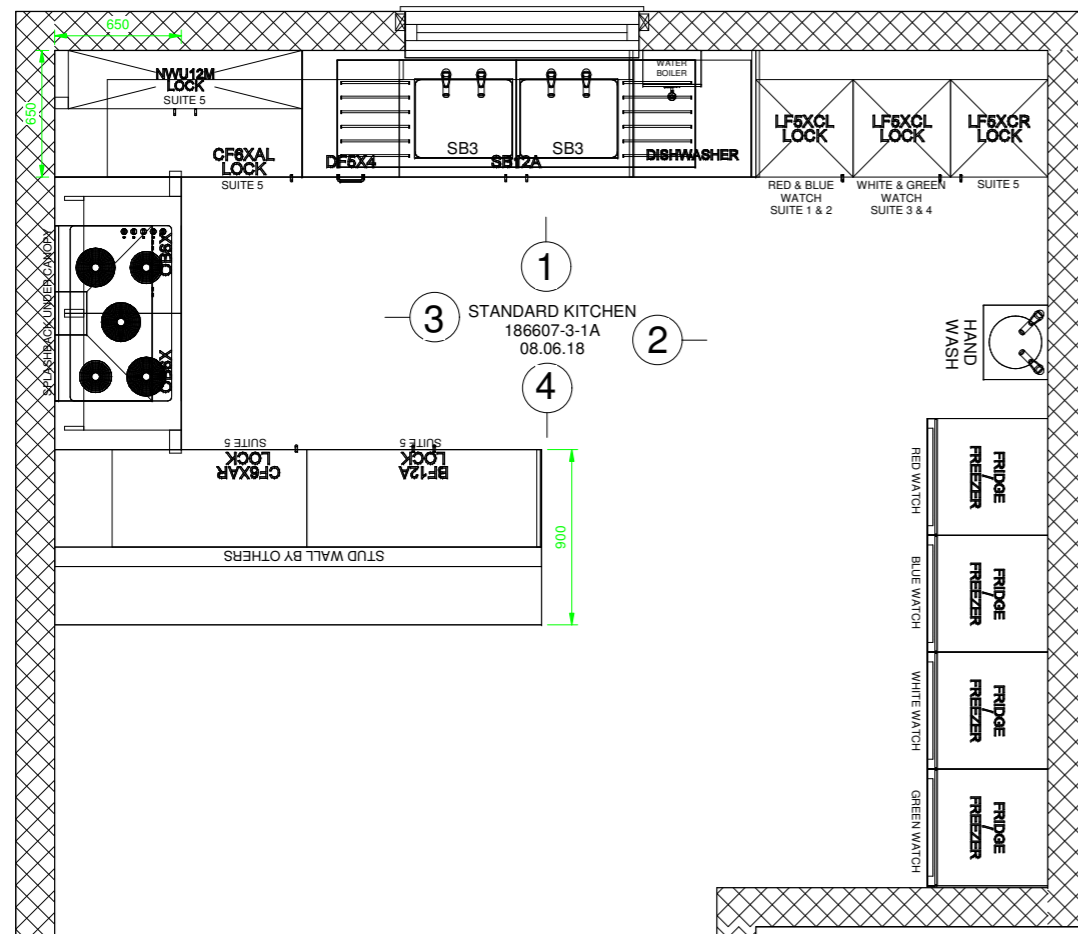 650
650
NWU12M
LOCK
SUITE 5
CF6XAL
LOCK
SUITE 5
DF5X4
SB3
SB12A
SB3
WATER
BOILER
DISHWASHER
LF5XCL
LOCK
RED & BLUE
WATCH
SUITE 1 & 2
LF5XCL
LOCK
WHITE & GREEN
WATCH
SUITE 3 & 4
LF5XCR
LOCK
SUITE 5
SPLASHBACK UNDER CANOPY
OB6X
OB6X
1
3
STANDARD KITCHEN
186607-3-1A
08.06.18
2
4
HAND
WASH
SUITE 5
LOCK
CF6XAR
SUITE 5
LOCK
BF12A
STUD WALL BY OTHERS
900
RED WATCH
FRIDGE
/
FREEZER
BLUE WATCH
FRIDGE
/
FREEZER
WHITE WATCH
FRIDGE
/
FREEZER
GREEN WATCH
FRIDGE
/
FREEZER